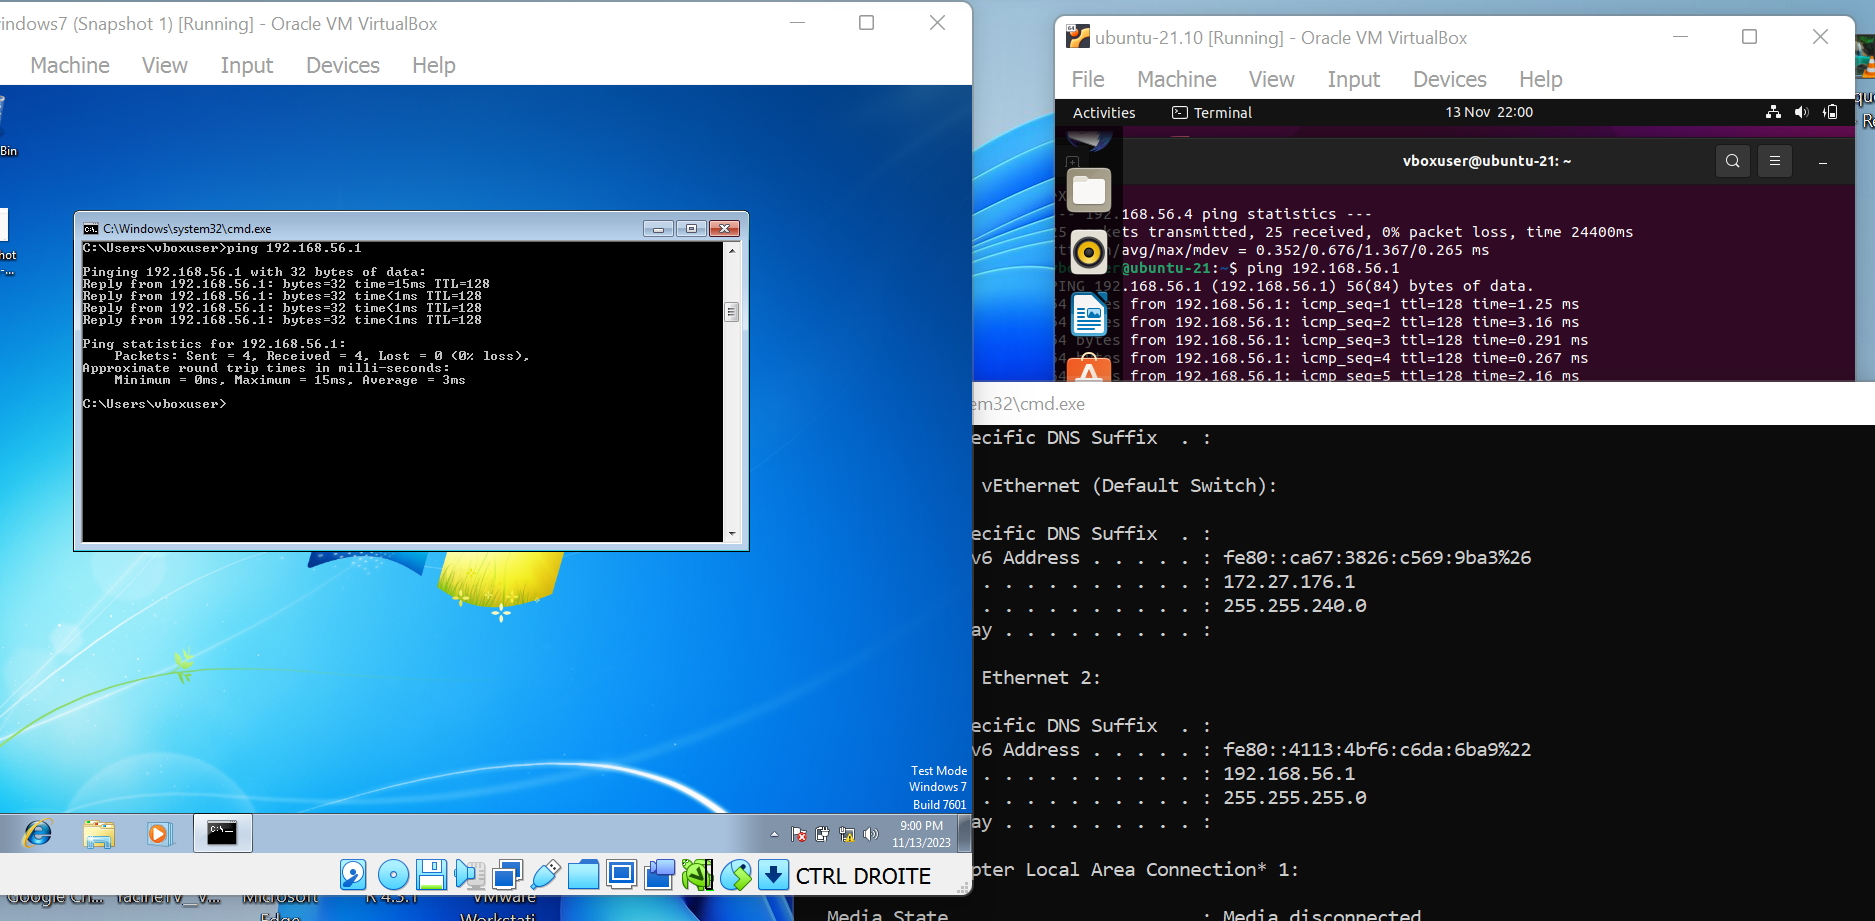 indows7 (Snapshot 1) [Running] - Oracle VM VirtualBox
Machine View Input Devices Help
Bin
hot
-...
C:\Windows\system32\cmd.exe
C:\Users\vboxuser>ping 192.168.56.1
Pinging 192.168.56.1 with 32 bytes of data:
Reply from 192.168.56.1: bytes=32 time=15ms TTL=128
Reply from 192.168.56.1: bytes=32 time<1ms TTL=128
Reply from 192.168.56.1: bytes=32 time<1ms TTL=128
Reply from 192.168.56.1: bytes=32 time<1ms TTL=128
Ping statistics for 192.168.56.1:
Packets: Sent = 4, Received = 4, Lost = 0 (0% loss),
Approximate round trip times in milli-seconds:
Minimum = 0ms, Maximum = 15ms, Average = 3ms
C:\Users\vboxuser>
Test Mode
Windows 7
Build 7601
9:00 PM
11/13/2023
CTRL DROITE
Google Ch...
Microsoft
Edge
R 4.3.1
VMware
Workstati
ubuntu-21.10 [Running] - Oracle VM VirtualBox
File Machine View Input Devices Help
Activities Terminal 13 Nov 22:00
vboxuser@ubuntu-21: ~
192.168.56.4 ping statistics ---
ets transmitted, 25 received, 0% packet loss, time 24400ms
/avg/max/mdev = 0.352/0.676/1.367/0.265 ms
@ubuntu-21:~$ ping 192.168.56.1
PING 192.168.56.1 (192.168.56.1) 56(84) bytes of data.
from 192.168.56.1: icmp_seq=1 ttl=128 time=1.25 ms
from 192.168.56.1: icmp_seq=2 ttl=128 time=3.16 ms
from 192.168.56.1: icmp_seq=3 ttl=128 time=0.291 ms
from 192.168.56.1: icmp_seq=4 ttl=128 time=0.267 ms
from 192.168.56.1: icmp_seq=5 ttl=128 time=2.16 ms
em32\cmd.exe
ecific DNS Suffix . :
vEthernet (Default Switch):
ecific DNS Suffix . :
v6 Address . . . . . : fe80::ca67:3826:c569:9ba3%26
. . . . . . . . . . : 172.27.176.1
. . . . . . . . . . : 255.255.240.0
ay . . . . . . . . . :
Ethernet 2:
ecific DNS Suffix . :
v6 Address . . . . . : fe80::4113:4bf6:c6da:6ba9%22
. . . . . . . . . . : 192.168.56.1
. . . . . . . . . . : 255.255.255.0
ay . . . . . . . . . :
pter Local Area Connection* 1:
Media State : Media disconnected